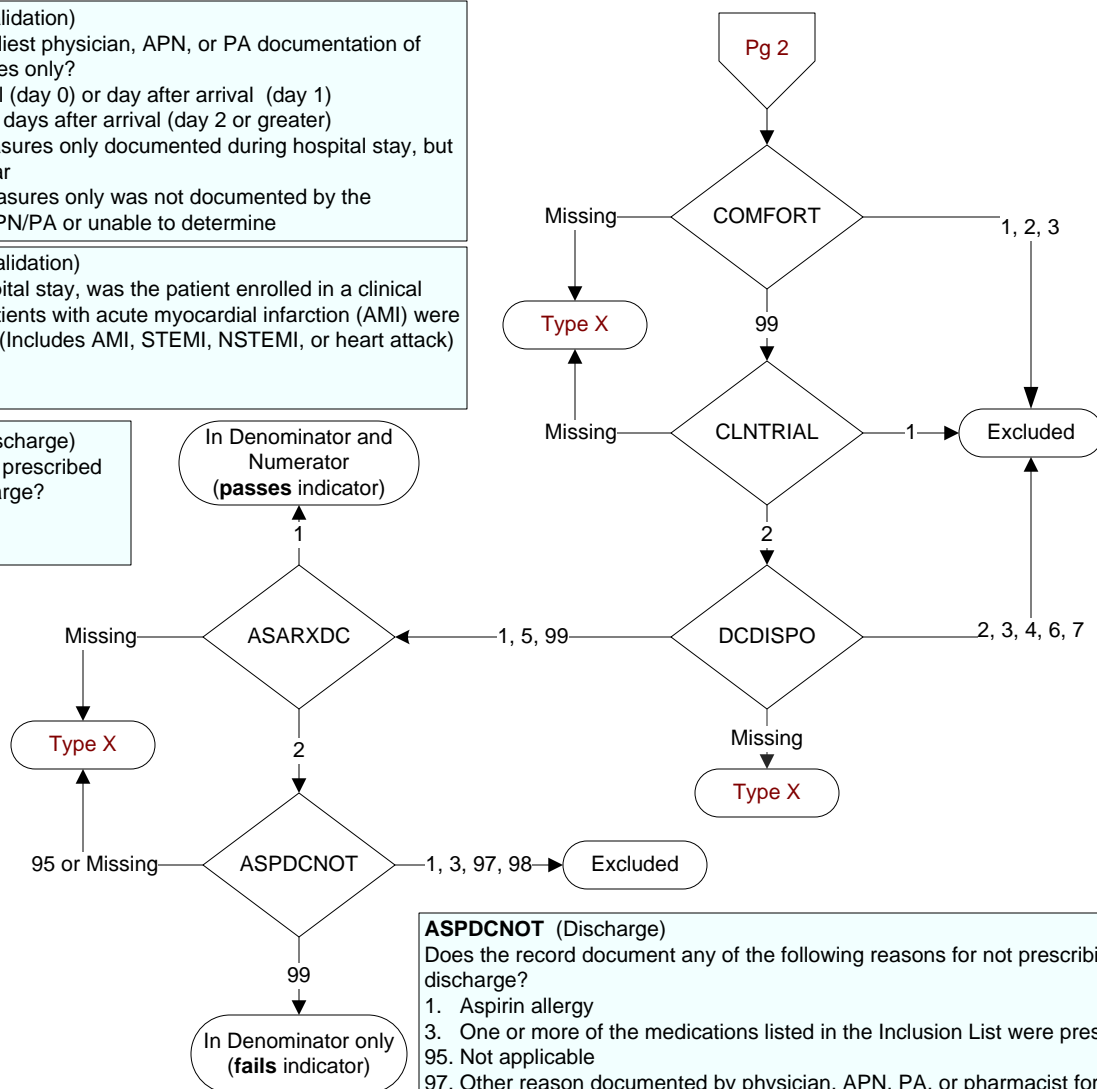 alidation)
liest physician, APN, or PA documentation of
es only?
l (day 0) or day after arrival (day 1)
days after arrival (day 2 or greater)
asures only documented during hospital stay, but
ar
easures only was not documented by the
PN/PA or unable to determine
alidation)
pital stay, was the patient enrolled in a clinical
tients with acute myocardial infarction (AMI) were
(Includes AMI, STEMI, NSTEMI, or heart attack)
scharge)
prescribed
arge?
Pg 2
COMFORT
Missing
1, 2, 3
Type X
99
Missing
CLNTRIAL
1
Excluded
2
In Denominator and
Numerator
(passes indicator)
1
Missing
ASARXDC
1, 5, 99
DCDISPO
2, 3, 4, 6, 7
Type X
2
Missing
Type X
95 or Missing
ASPDCNOT
1, 3, 97, 98
Excluded
99
In Denominator only
(fails indicator)
ASPDCNOT (Discharge)
Does the record document any of the following reasons for not prescribi
discharge?
1. Aspirin allergy
3. One or more of the medications listed in the Inclusion List were pres
95. Not applicable
97. Other reason documented by physician, APN, PA, or pharmacist for